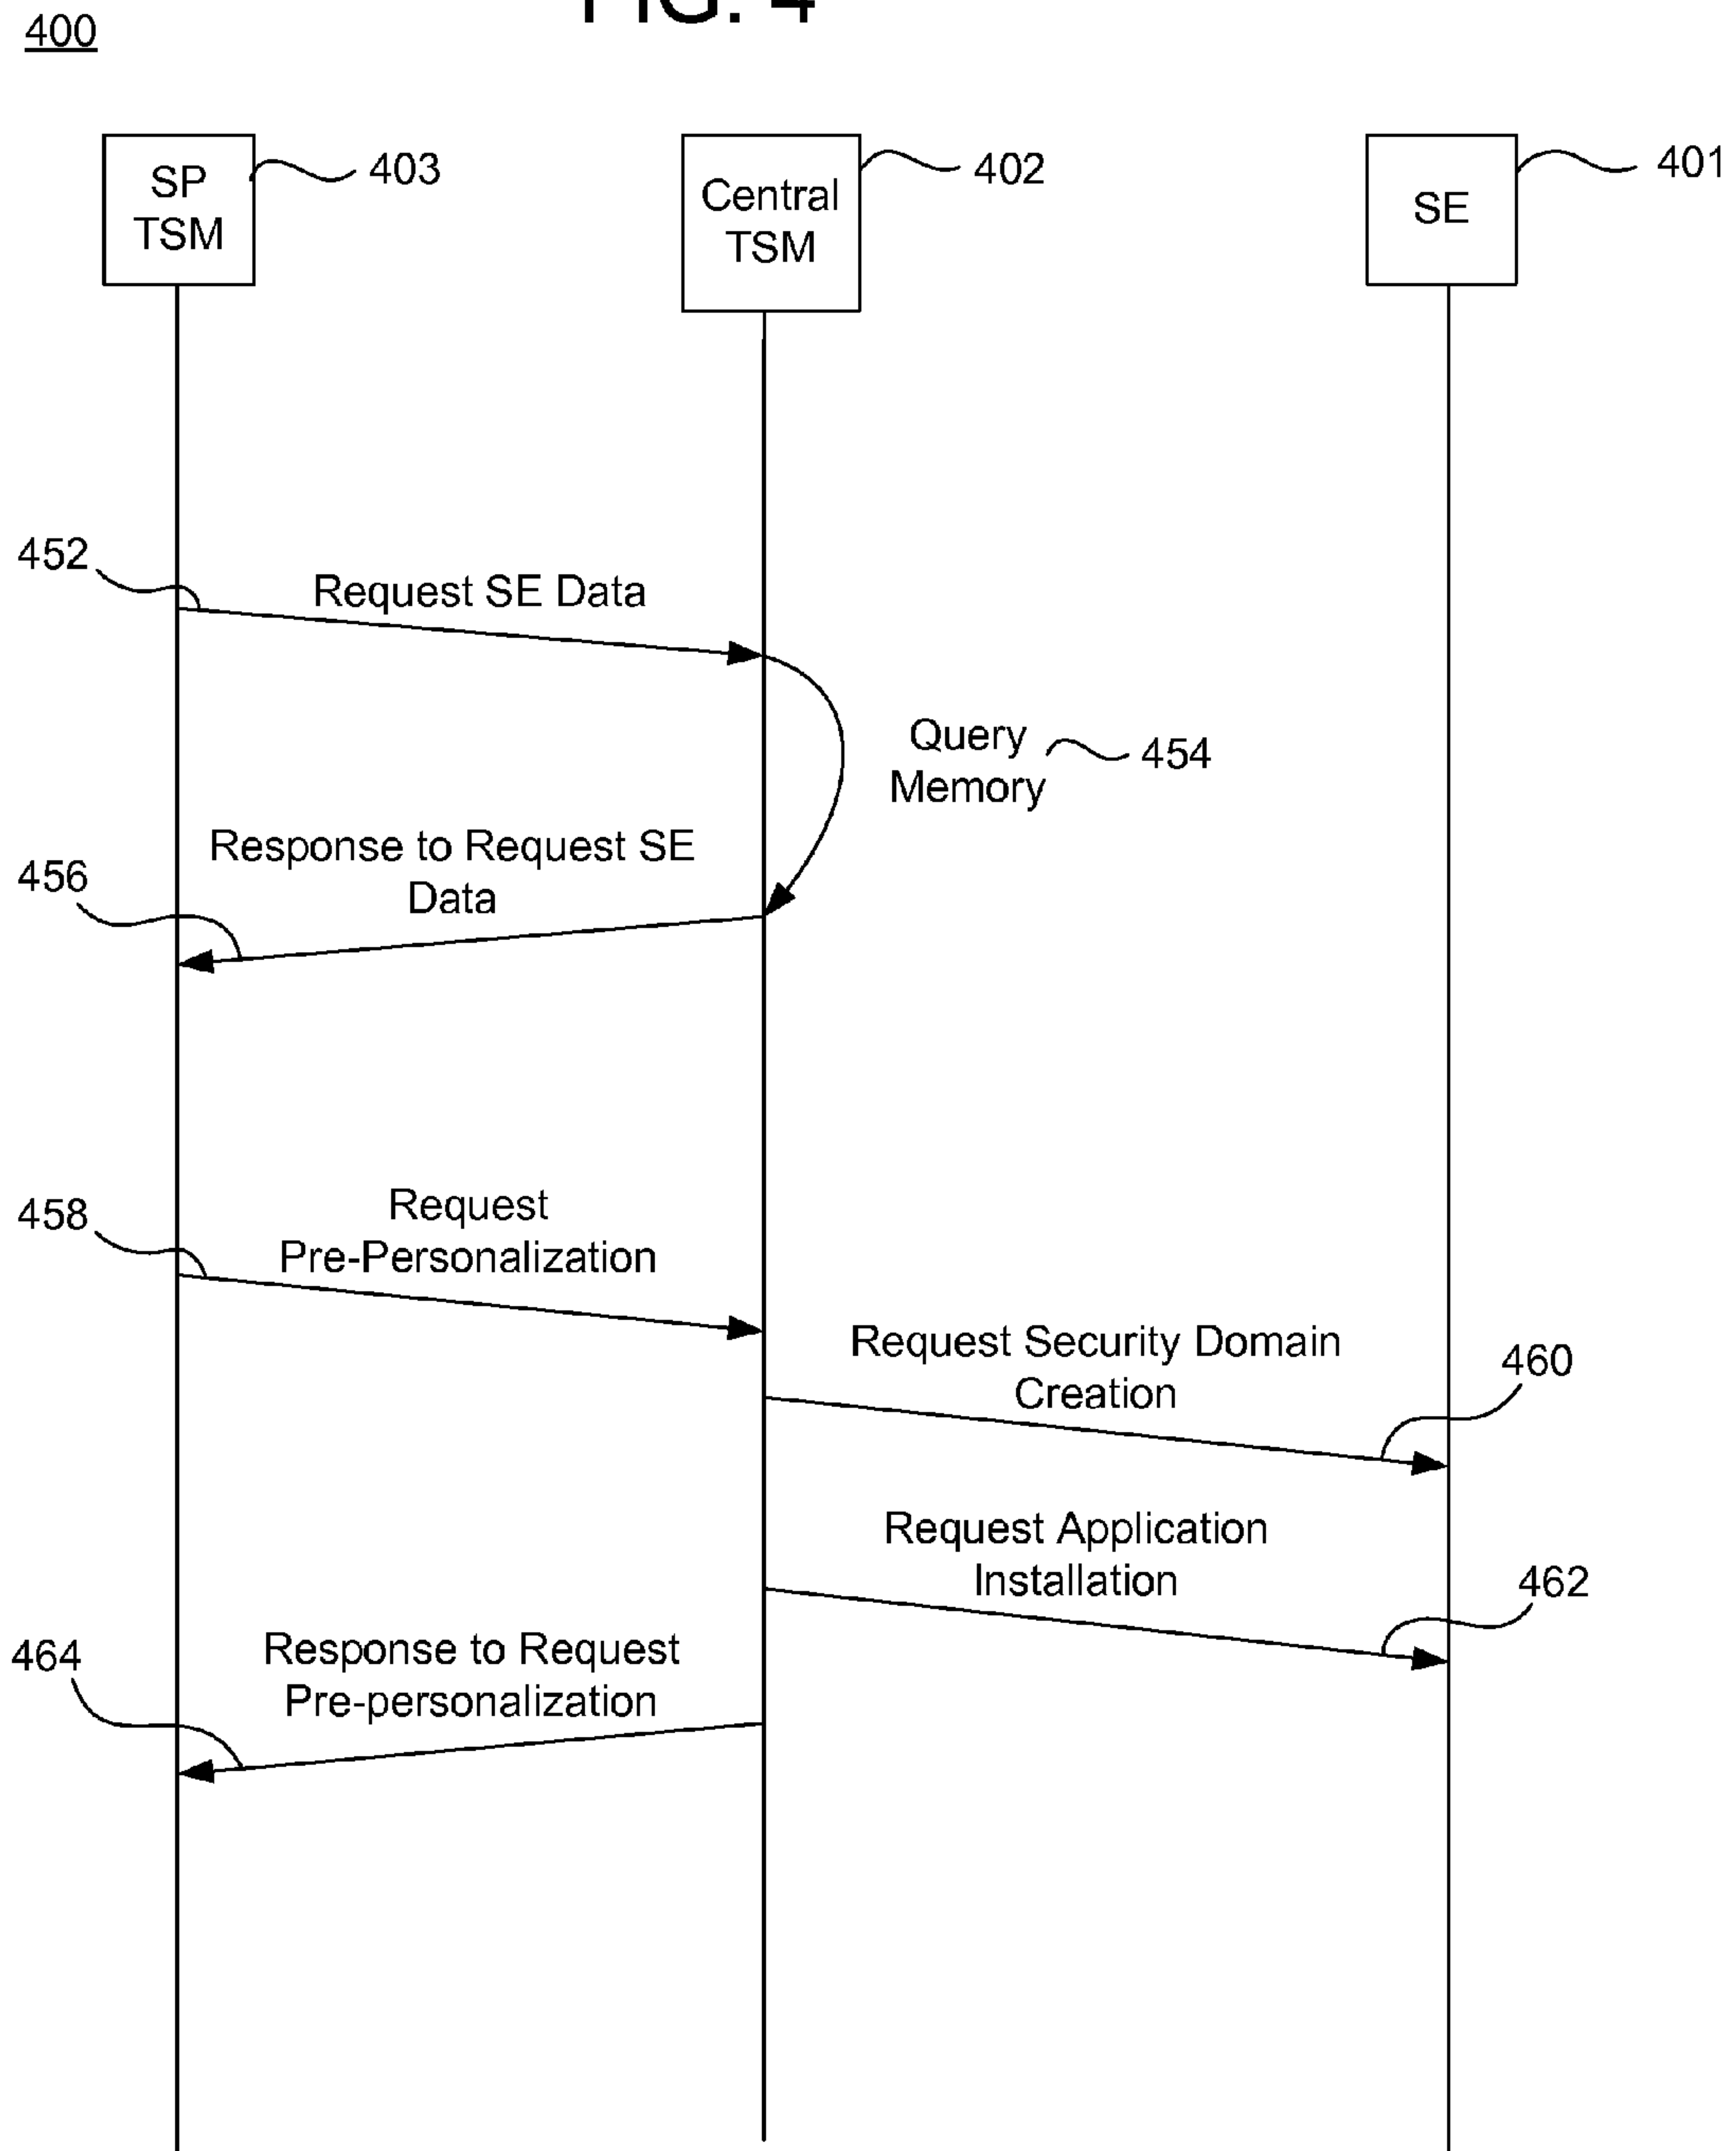 FIG. 4
400
SP
TSM
403
Central
TSM
402
SE
401
452
Request SE Data
Query
Memory
454
Response to Request SE
Data
456
458
Request
Pre-Personalization
Request Security Domain
Creation
460
Request Application
Installation
462
464
Response to Request
Pre-personalization